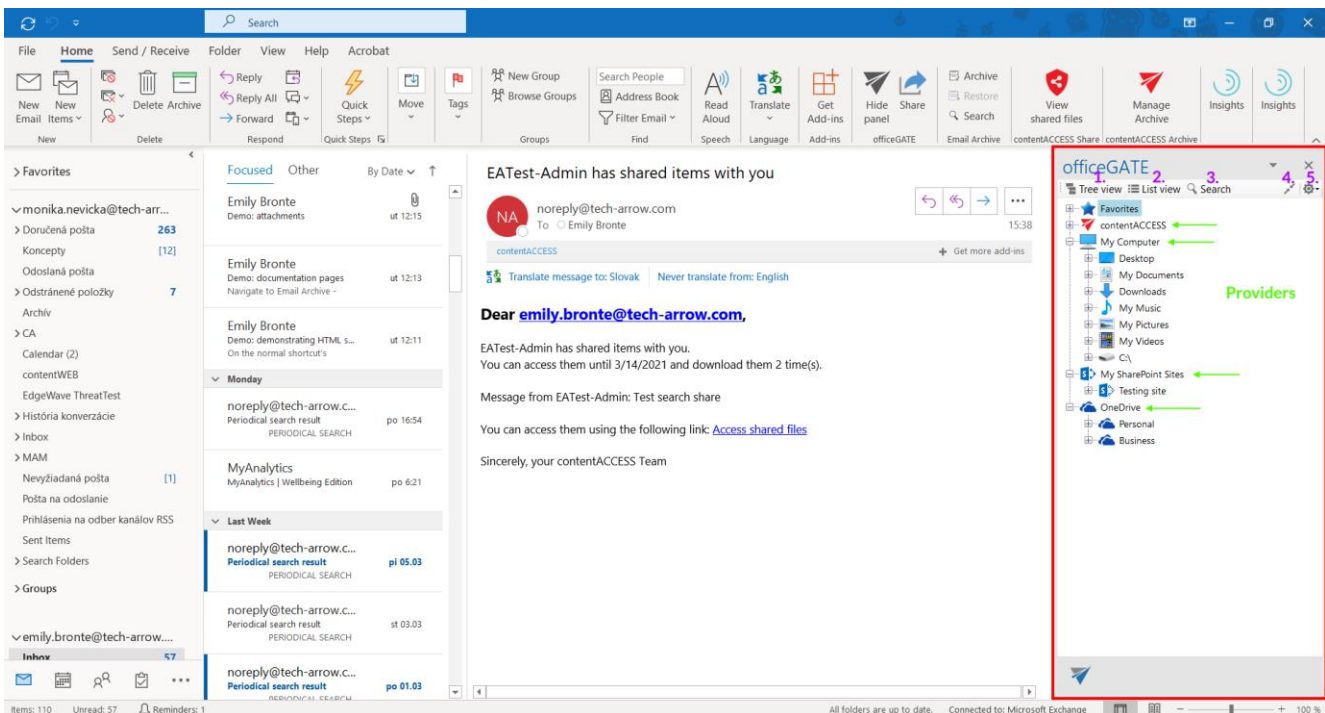 Search
File Home Send / Receive Folder View Help Acrobat
New Email
New Items
Delete
Archive
Reply
Reply All
Forward
Quick Steps
Move
Tags
New Group
Browse Groups
Search People
Address Book
Filter Email
Read Aloud
Translate
Get Add-ins
Hide panel
Share
Archive
Restore
Search
View shared files
Manage Archive
Insights
Insights
New Delete Respond Quick Steps Groups Find Speech Language Add-ins officeGATE Email Archive contentACCESS Share contentACCESS Archive
Favorites
monika.nevicka@tech-arr...
Doručená pošta 263
Koncepty [12]
Odoslaná pošta
Odstránené položky 7
Archív
CA
Calendar (2)
contentWEB
EdgeWave ThreatTest
História konverzácie
Inbox
MAM
Nevyžiadaná pošta [1]
Pošta na odoslanie
Prihlásenia na odber kanálov RSS
Sent Items
Search Folders
Groups
emily.bronte@tech-arrow....
Inbox 57
Focused Other By Date
Emily Bronte
Demo: attachments ut 12:15
Emily Bronte
Demo: documentation pages ut 12:13
Navigate to Email Archive -
Emily Bronte
Demo: demonstrating HTML s... ut 12:11
On the normal shortcut's
Monday
noreply@tech-arrow.c...
Periodical search result po 16:54
PERIODICAL SEARCH
MyAnalytics
MyAnalytics | Wellbeing Edition po 6:21
Last Week
noreply@tech-arrow.c...
Periodical search result pi 05.03
PERIODICAL SEARCH
noreply@tech-arrow.c...
Periodical search result st 03.03
PERIODICAL SEARCH
noreply@tech-arrow.c...
Periodical search result po 01.03
PERIODICAL SEARCH
EATest-Admin has shared items with you
NA
noreply@tech-arrow.com
To Emily Bronte
15:38
contentACCESS
Get more add-ins
Translate message to: Slovak Never translate from: English
Dear emily.bronte@tech-arrow.com,
EATest-Admin has shared items with you.
You can access them until 3/14/2021 and download them 2 time(s).
Message from EATest-Admin: Test search share
You can access them using the following link: Access shared files
Sincerely, your contentACCESS Team
officeGATE
1. 2. 3. 4. 5.
Tree view List view Search
Favorites
contentACCESS
My Computer
Desktop
My Documents
Downloads
My Music
My Pictures
My Videos
C:\
My SharePoint Sites
Testing site
OneDrive
Personal
Business
Providers
Items: 110 Unread: 57 Reminders: 1 All folders are up to date. Connected to: Microsoft Exchange 100 %